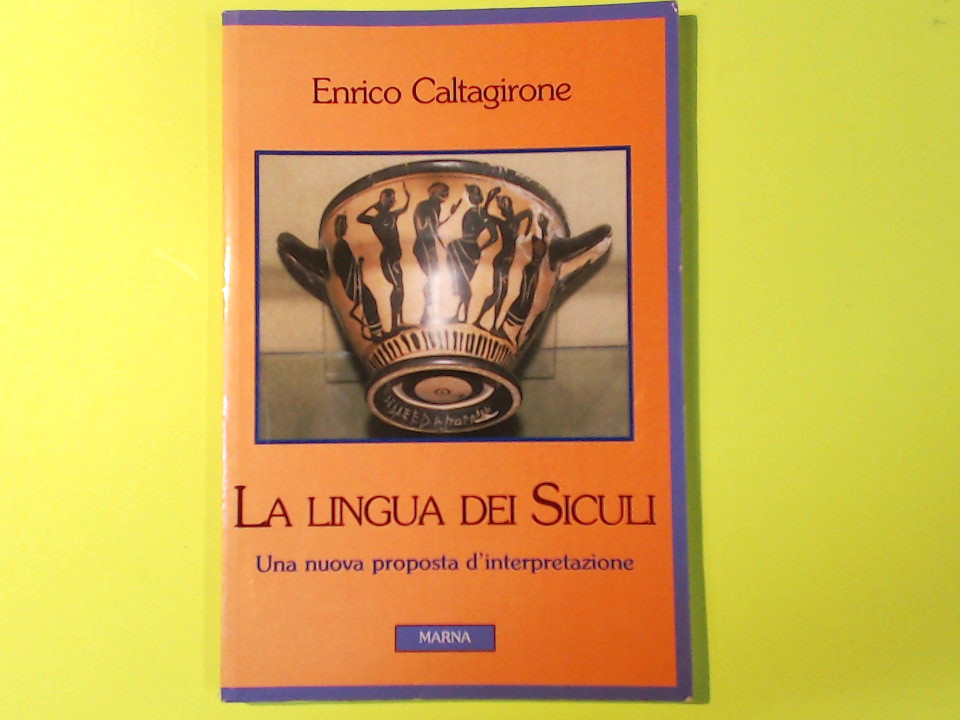 Enrico Caltagirone
LA LINGUA DEI SICULI
Una nuova proposta d'interpretazione
MARNA